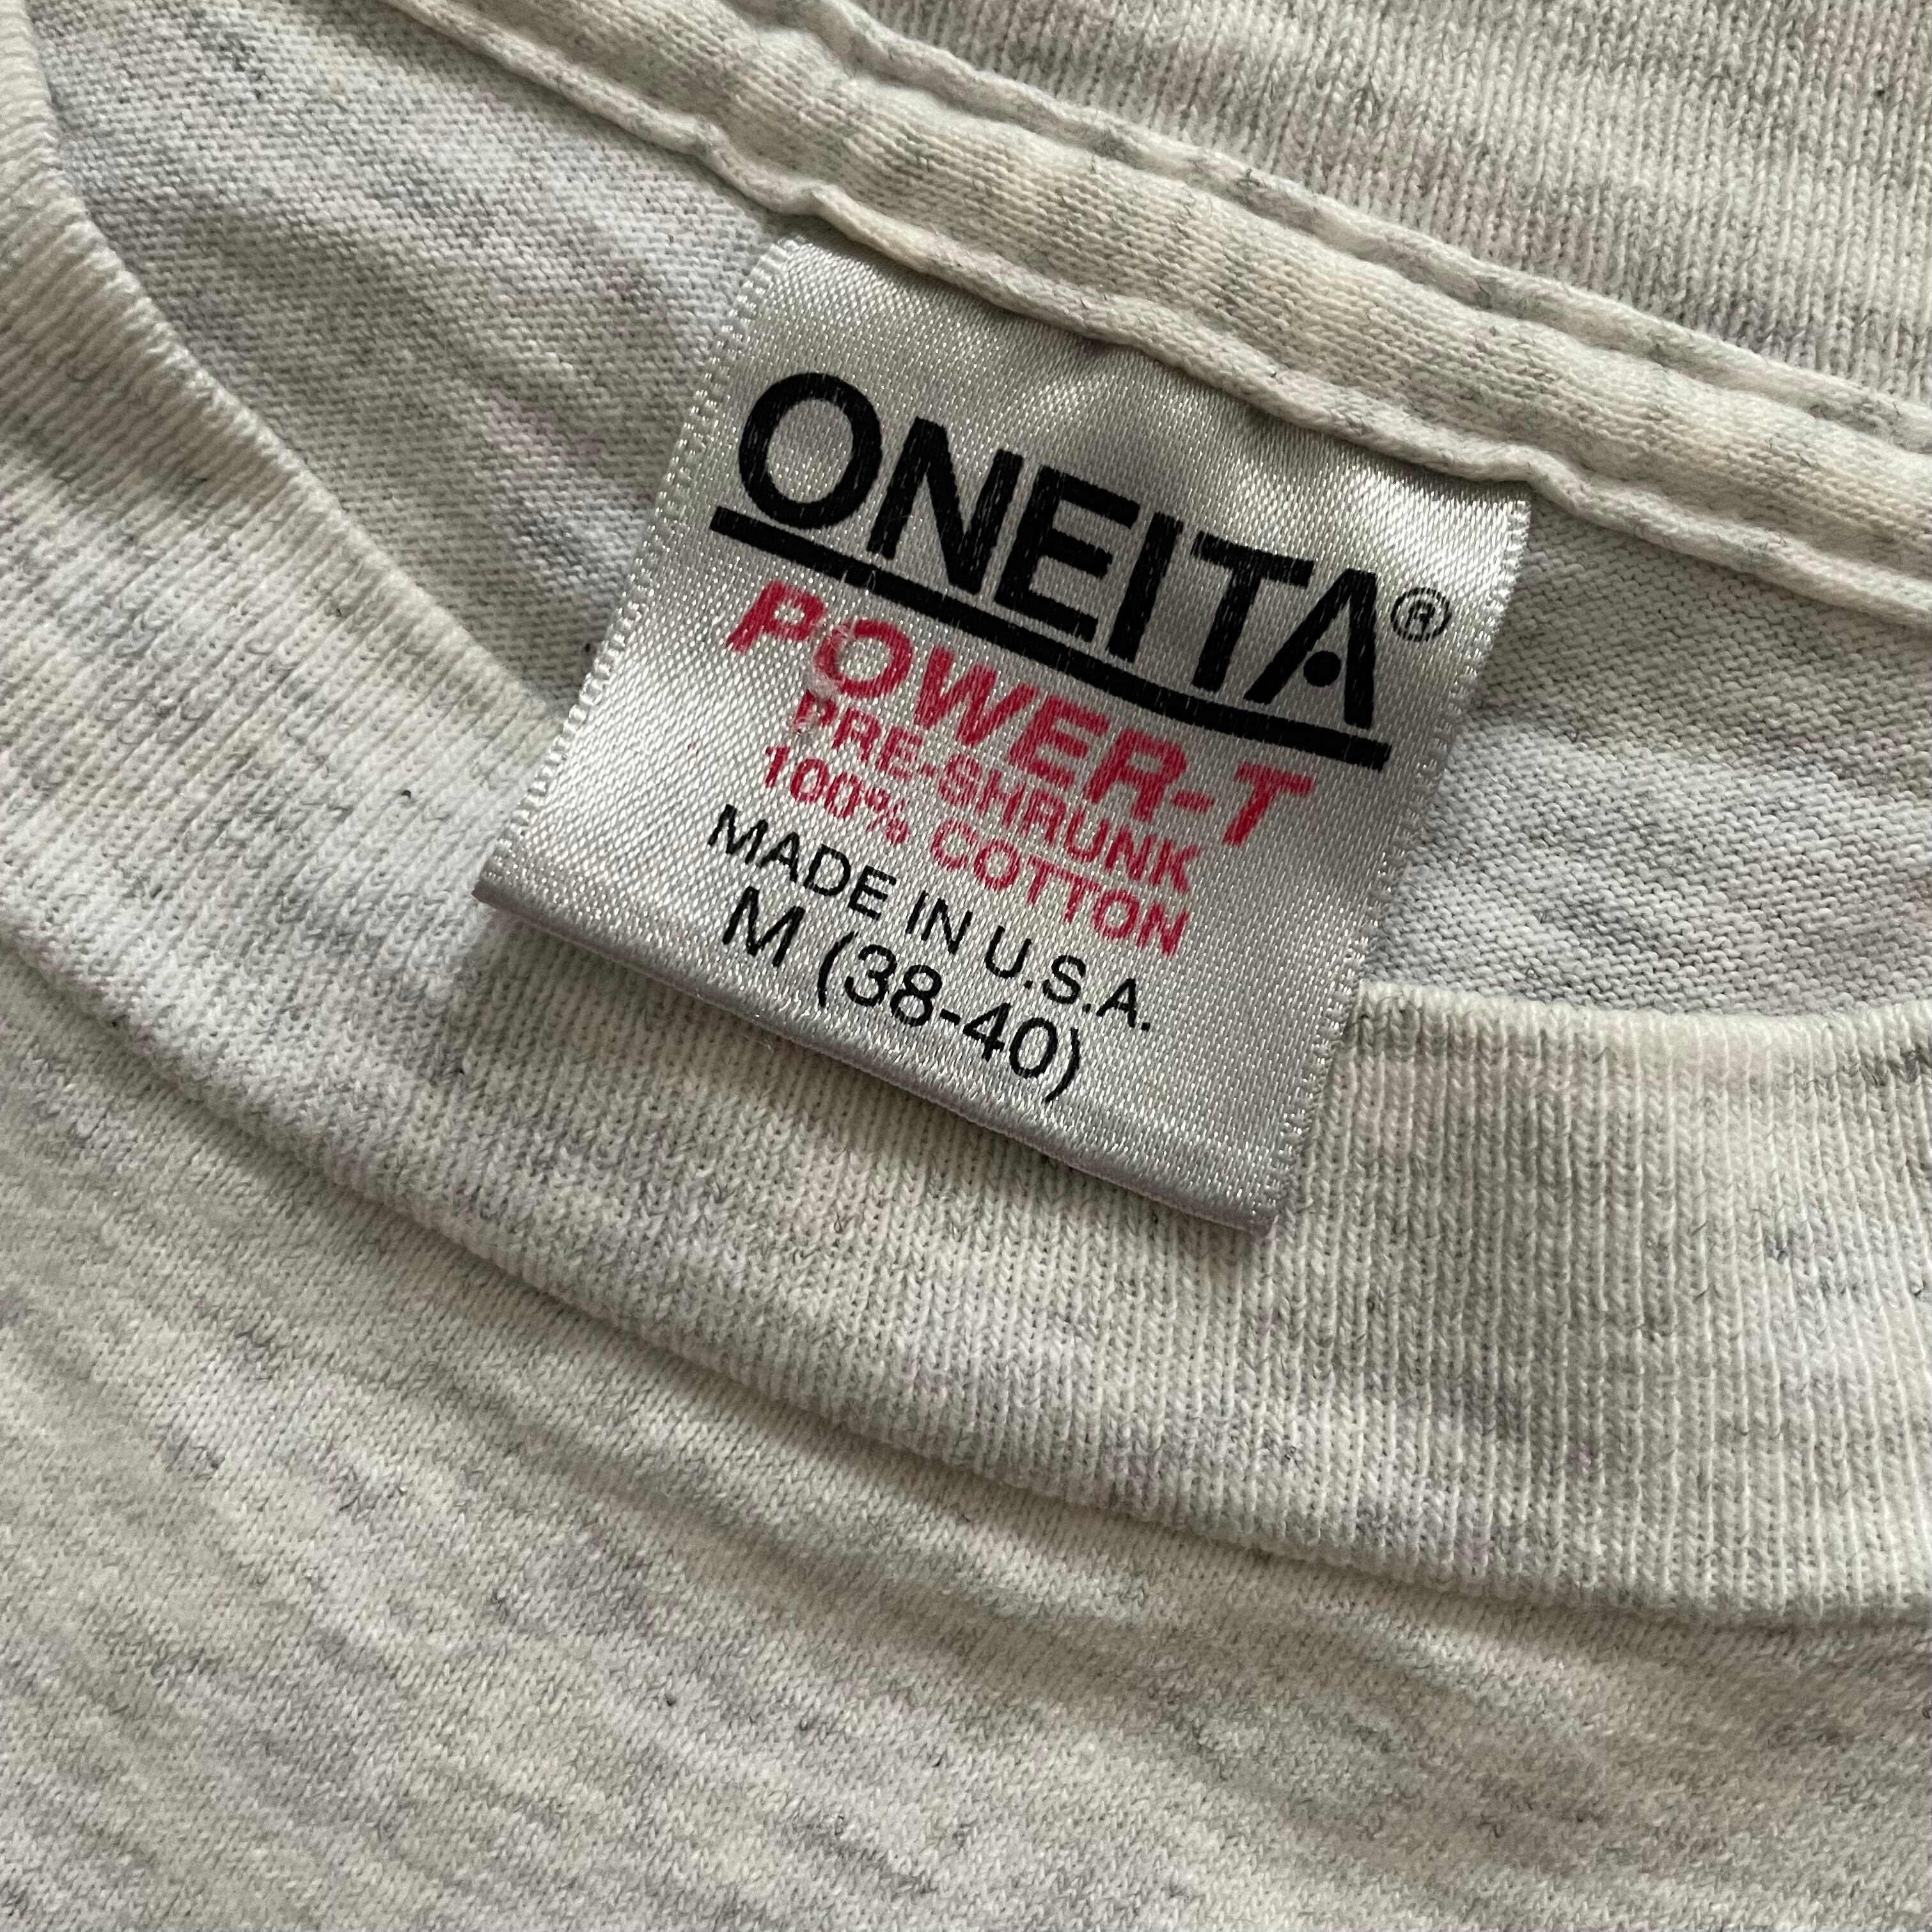 ONEITA®
POWER-T
PRE-SHRUNK
100% COTTON
MADE IN U.S.A.
M (38-40)